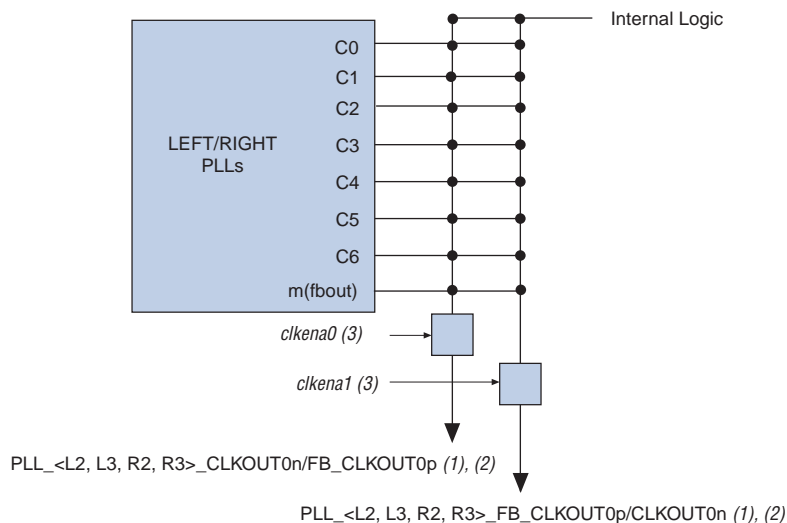 Internal Logic
C0
C1
C2
LEFT/RIGHT
PLLs
C3
C4
C5
C6
m(fbout)
clkena0 (3)
clkena1 (3)
PLL_<L2, L3, R2, R3>_CLKOUT0n/FB_CLKOUT0p (1), (2)
PLL_<L2, L3, R2, R3>_FB_CLKOUT0p/CLKOUT0n (1), (2)